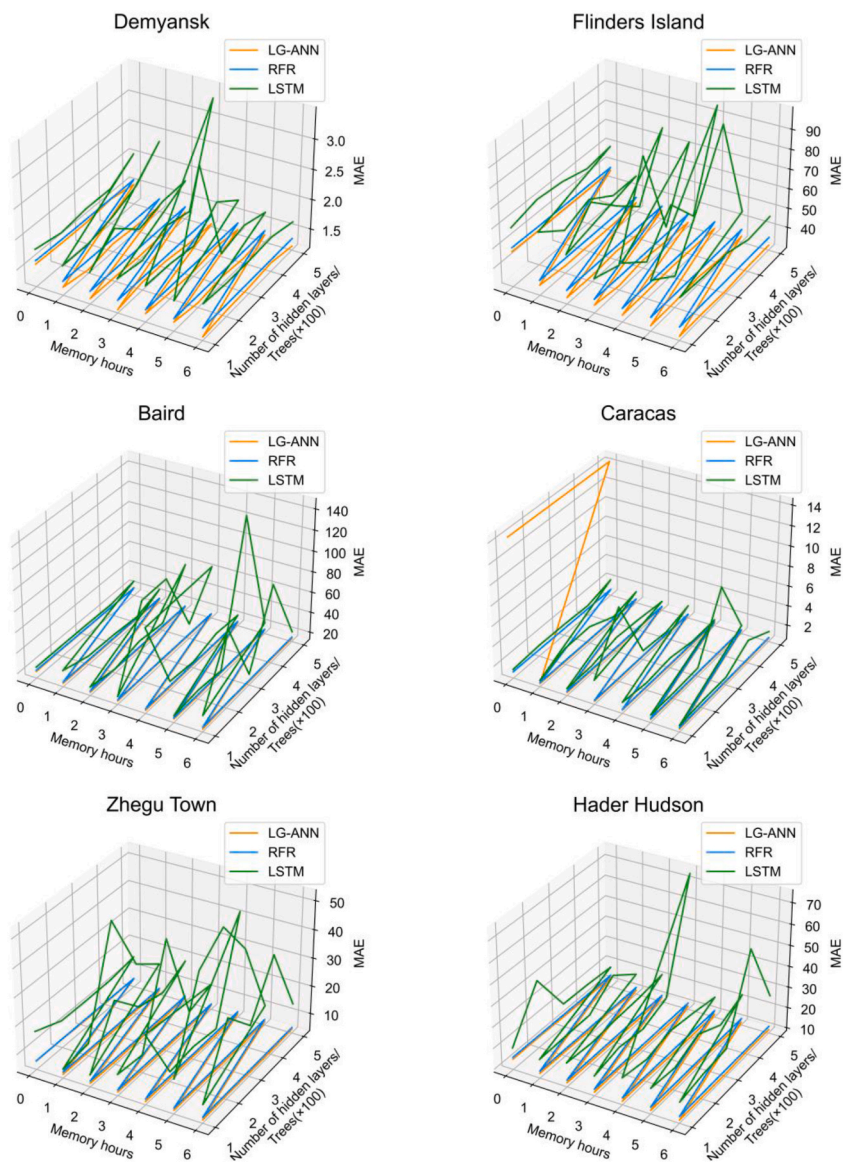 Demyansk
LG-ANN
RFR
LSTM
3.0
2.5
2.0
1.5
MAE
0
1
2
3
4
5
6
Memory hours
1
2
3
4
5
Number of hidden layers/
Trees(×100)
Flinders Island
LG-ANN
RFR
LSTM
90
80
70
60
50
40
MAE
0
1
2
3
4
5
6
Memory hours
1
2
3
4
5
Number of hidden layers/
Trees(×100)
Baird
LG-ANN
RFR
LSTM
140
120
100
80
60
40
20
MAE
0
1
2
3
4
5
6
Memory hours
1
2
3
4
5
Number of hidden layers/
Trees(×100)
Caracas
LG-ANN
RFR
LSTM
14
12
10
8
6
4
2
MAE
0
1
2
3
4
5
6
Memory hours
1
2
3
4
5
Number of hidden layers/
Trees(×100)
Zhegu Town
LG-ANN
RFR
LSTM
50
40
30
20
10
MAE
0
1
2
3
4
5
6
Memory hours
1
2
3
4
5
Number of hidden layers/
Trees(×100)
Hader Hudson
LG-ANN
RFR
LSTM
70
60
50
40
30
20
10
MAE
0
1
2
3
4
5
6
Memory hours
1
2
3
4
5
Number of hidden layers/
Trees(×100)